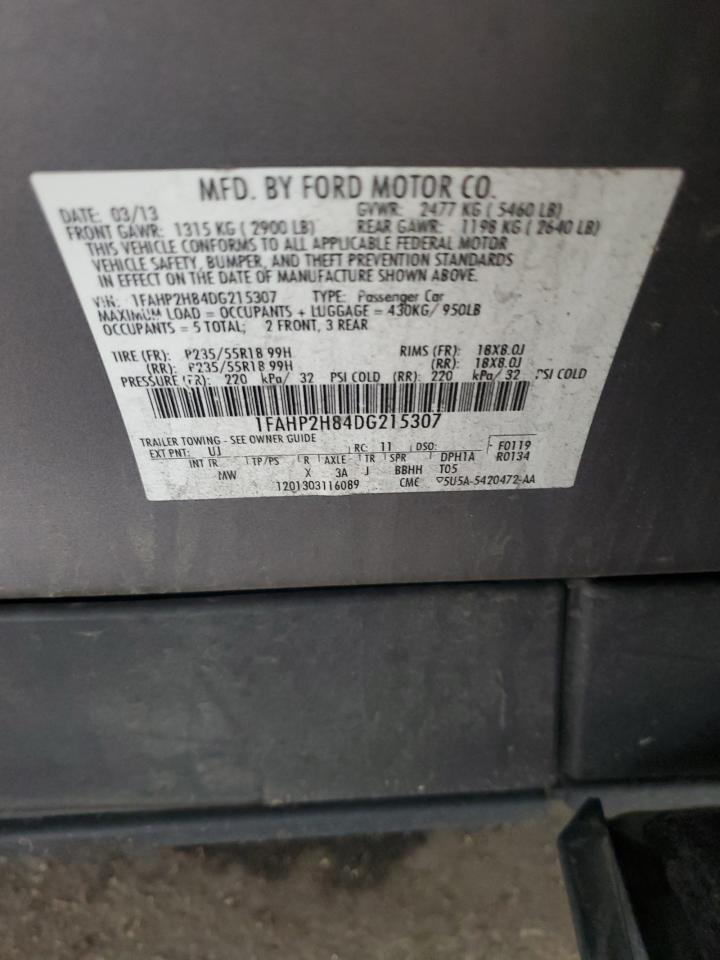 MFD. BY FORD MOTOR CO.
DATE: 03/13 GVWR: 2477 KG ( 5460 LB)
FRONT GAWR: 1315 KG ( 2900 LB) REAR GAWR: 1198 KG ( 2640 LB)
THIS VEHICLE CONFORMS TO ALL APPLICABLE FEDERAL MOTOR
VEHICLE SAFETY, BUMPER, AND THEFT PREVENTION STANDARDS
IN EFFECT ON THE DATE OF MANUFACTURE SHOWN ABOVE.
VIN: 1FAHP2H84DG215307 TYPE: Passenger Car
MAXIMUM LOAD = OCCUPANTS + LUGGAGE = 430KG/ 950LB
OCCUPANTS = 5 TOTAL; 2 FRONT, 3 REAR
TIRE (FR): P235/55R18 99H RIMS (FR): 18X8.0J
(RR): P235/55R18 99H (RR): 18X8.0J
PRESSURE (FR): 220 kPa/ 32 PSI COLD (RR): 220 kPa/ 32 PSI COLD
1FAHP2H84DG215307
TRAILER TOWING - SEE OWNER GUIDE
EXT PNT: UJ RC: 11 DSO: F0119
INT TR TP/PS R AXLE TR SPR DPH1A R0134
MW X 3A J BBHH T05
1201303116089 CME 5U5A-5420472-AA